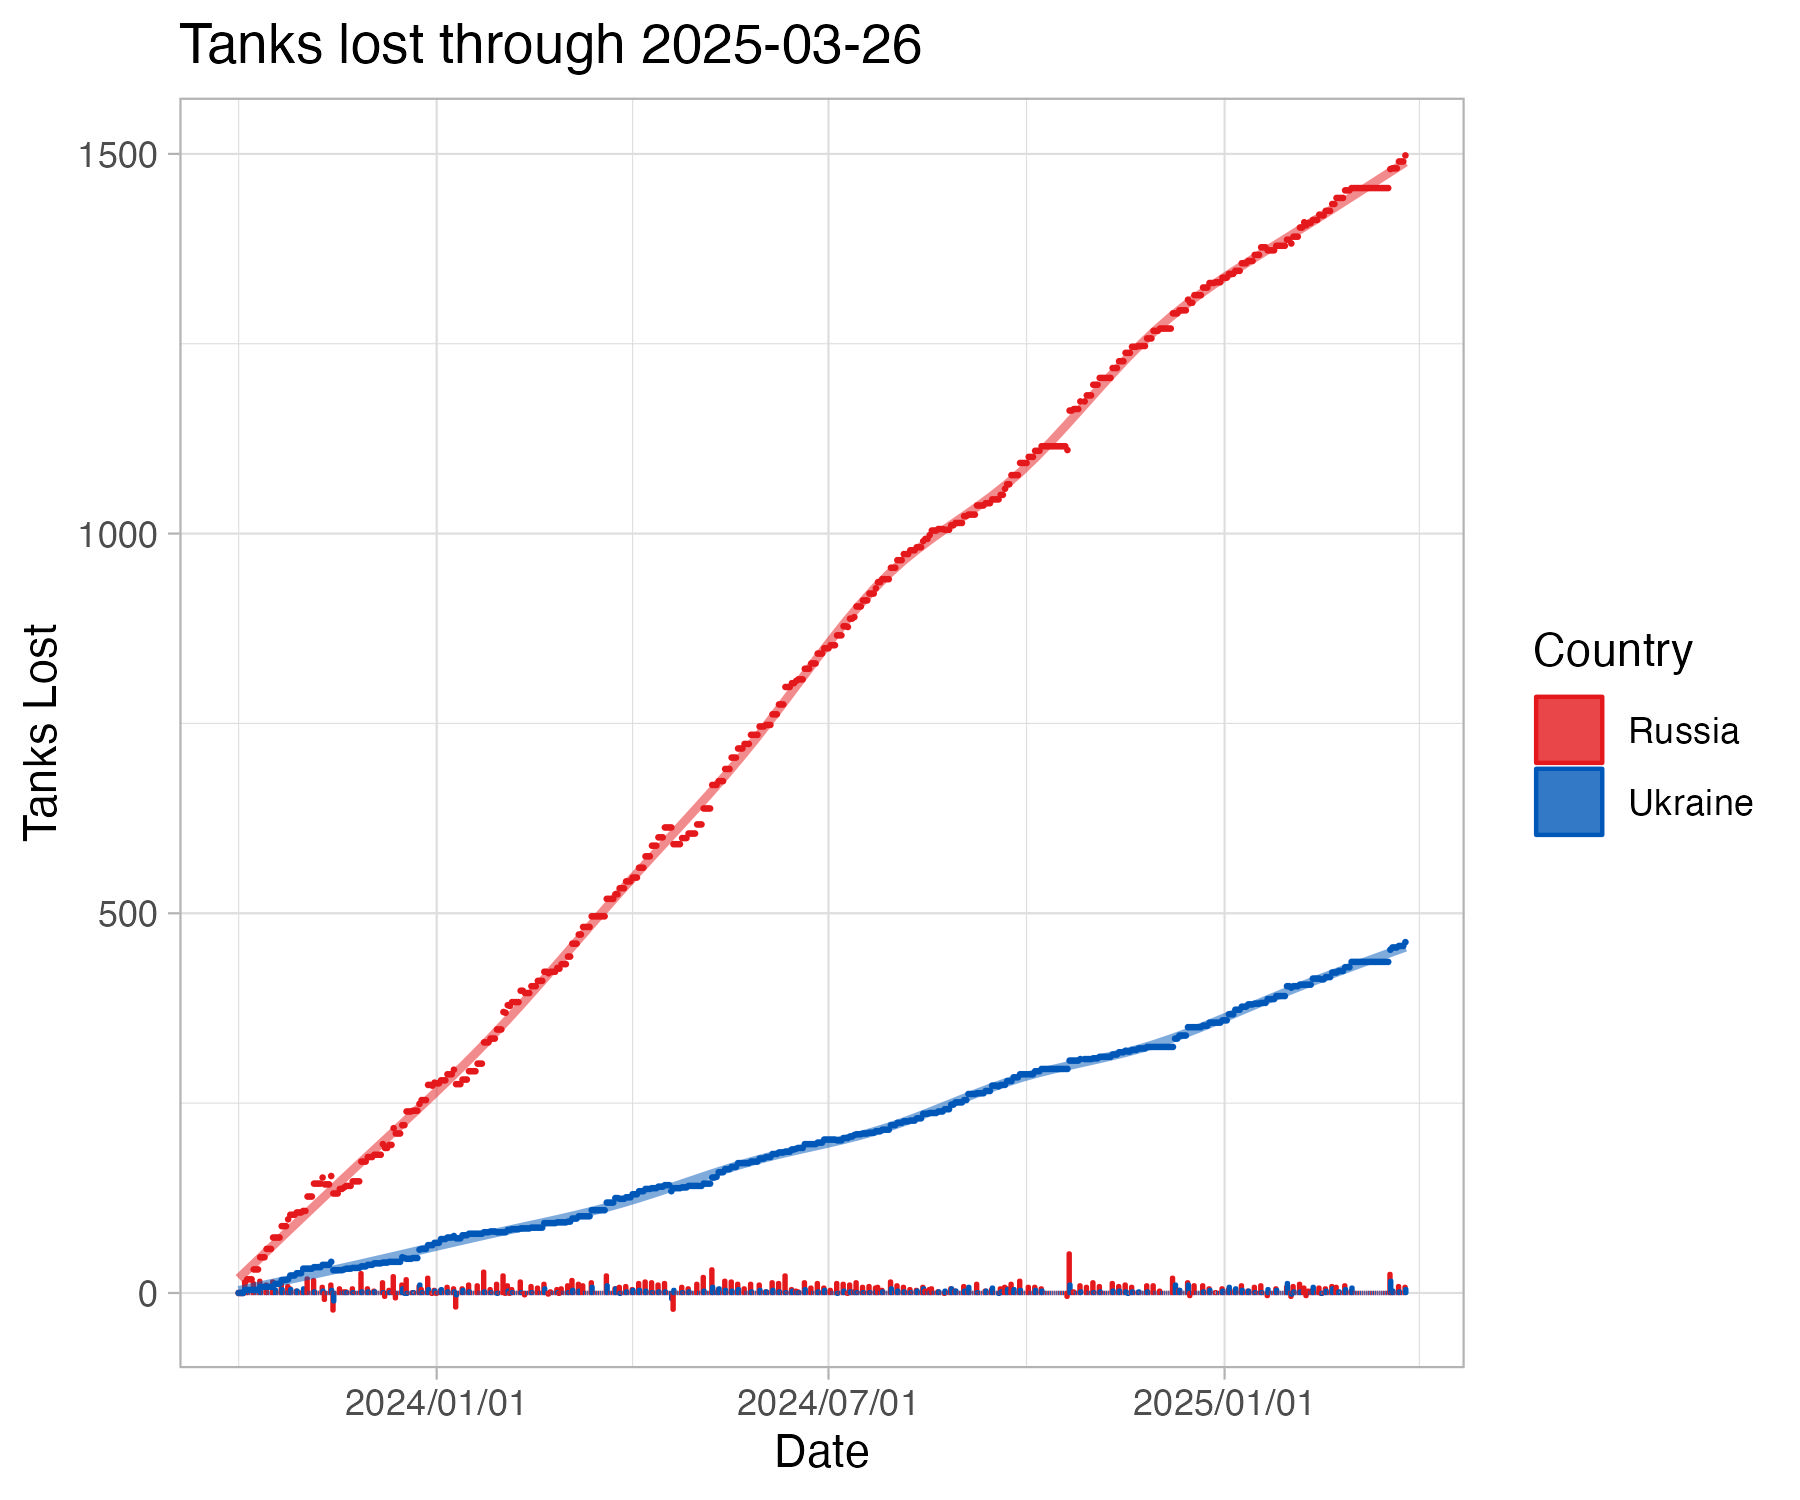 Tanks lost through 2025-03-26
Tanks Lost
1500
1000
500
0
2024/01/01
2024/07/01
2025/01/01
Date
Country
Russia
Ukraine